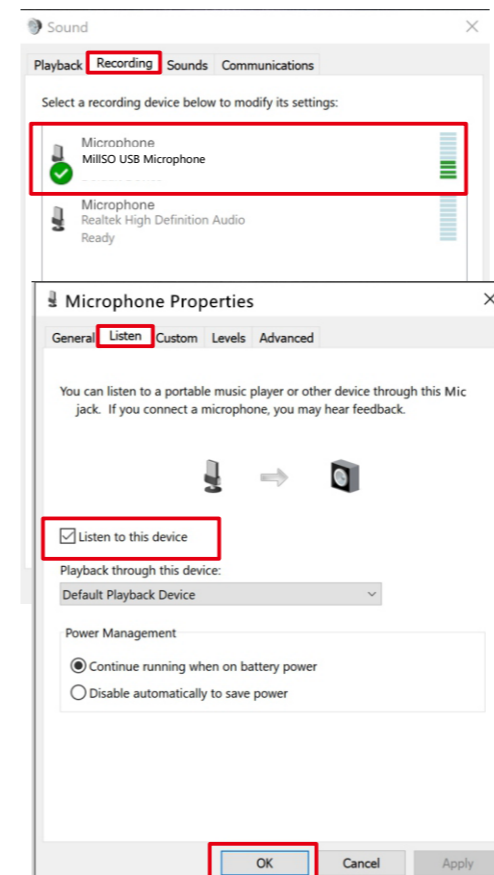 Sound
Playback Recording Sounds Communications
Select a recording device below to modify its settings:
Microphone
MillSO USB Microphone
Microphone
Realtek High Definition Audio
Ready
Microphone Properties
General Listen Custom Levels Advanced
You can listen to a portable music player or other device through this Mic
jack. If you connect a microphone, you may hear feedback.
Listen to this device
Playback through this device:
Default Playback Device
Power Management
Continue running when on battery power
Disable automatically to save power
OK Cancel Apply